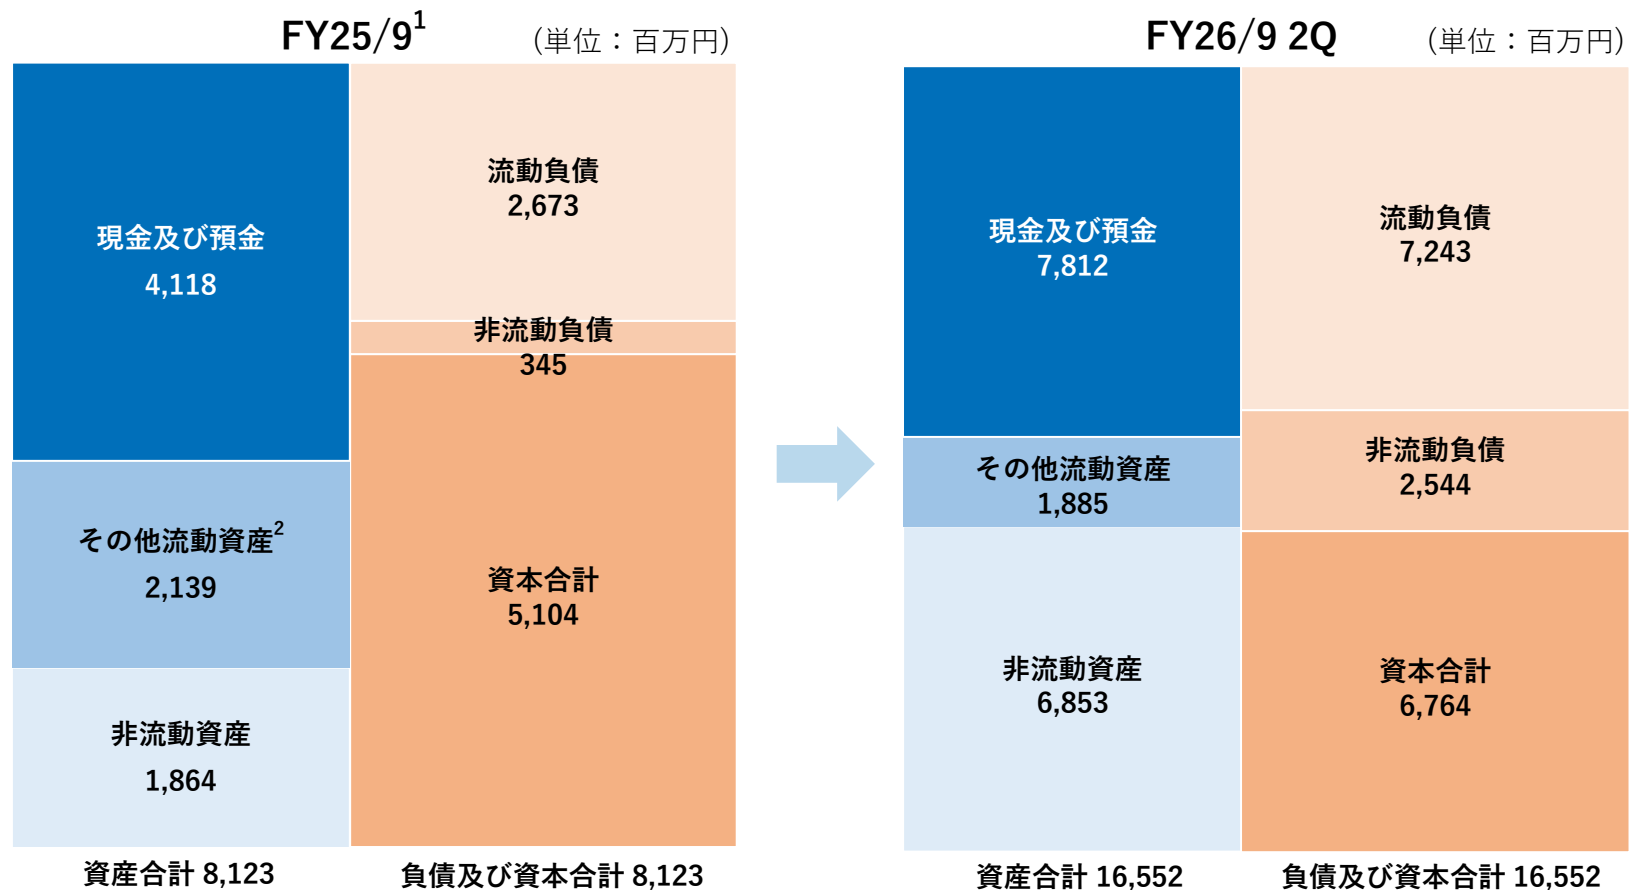 FY25/9¹
(単位：百万円)
現金及び預金
4,118
その他流動資産²
2,139
非流動資産
1,864
流動負債
2,673
非流動負債
345
資本合計
5,104
資産合計 8,123
負債及び資本合計 8,123
FY26/9 2Q
(単位：百万円)
現金及び預金
7,812
その他流動資産
1,885
非流動資産
6,853
流動負債
7,243
非流動負債
2,544
資本合計
6,764
資産合計 16,552
負債及び資本合計 16,552